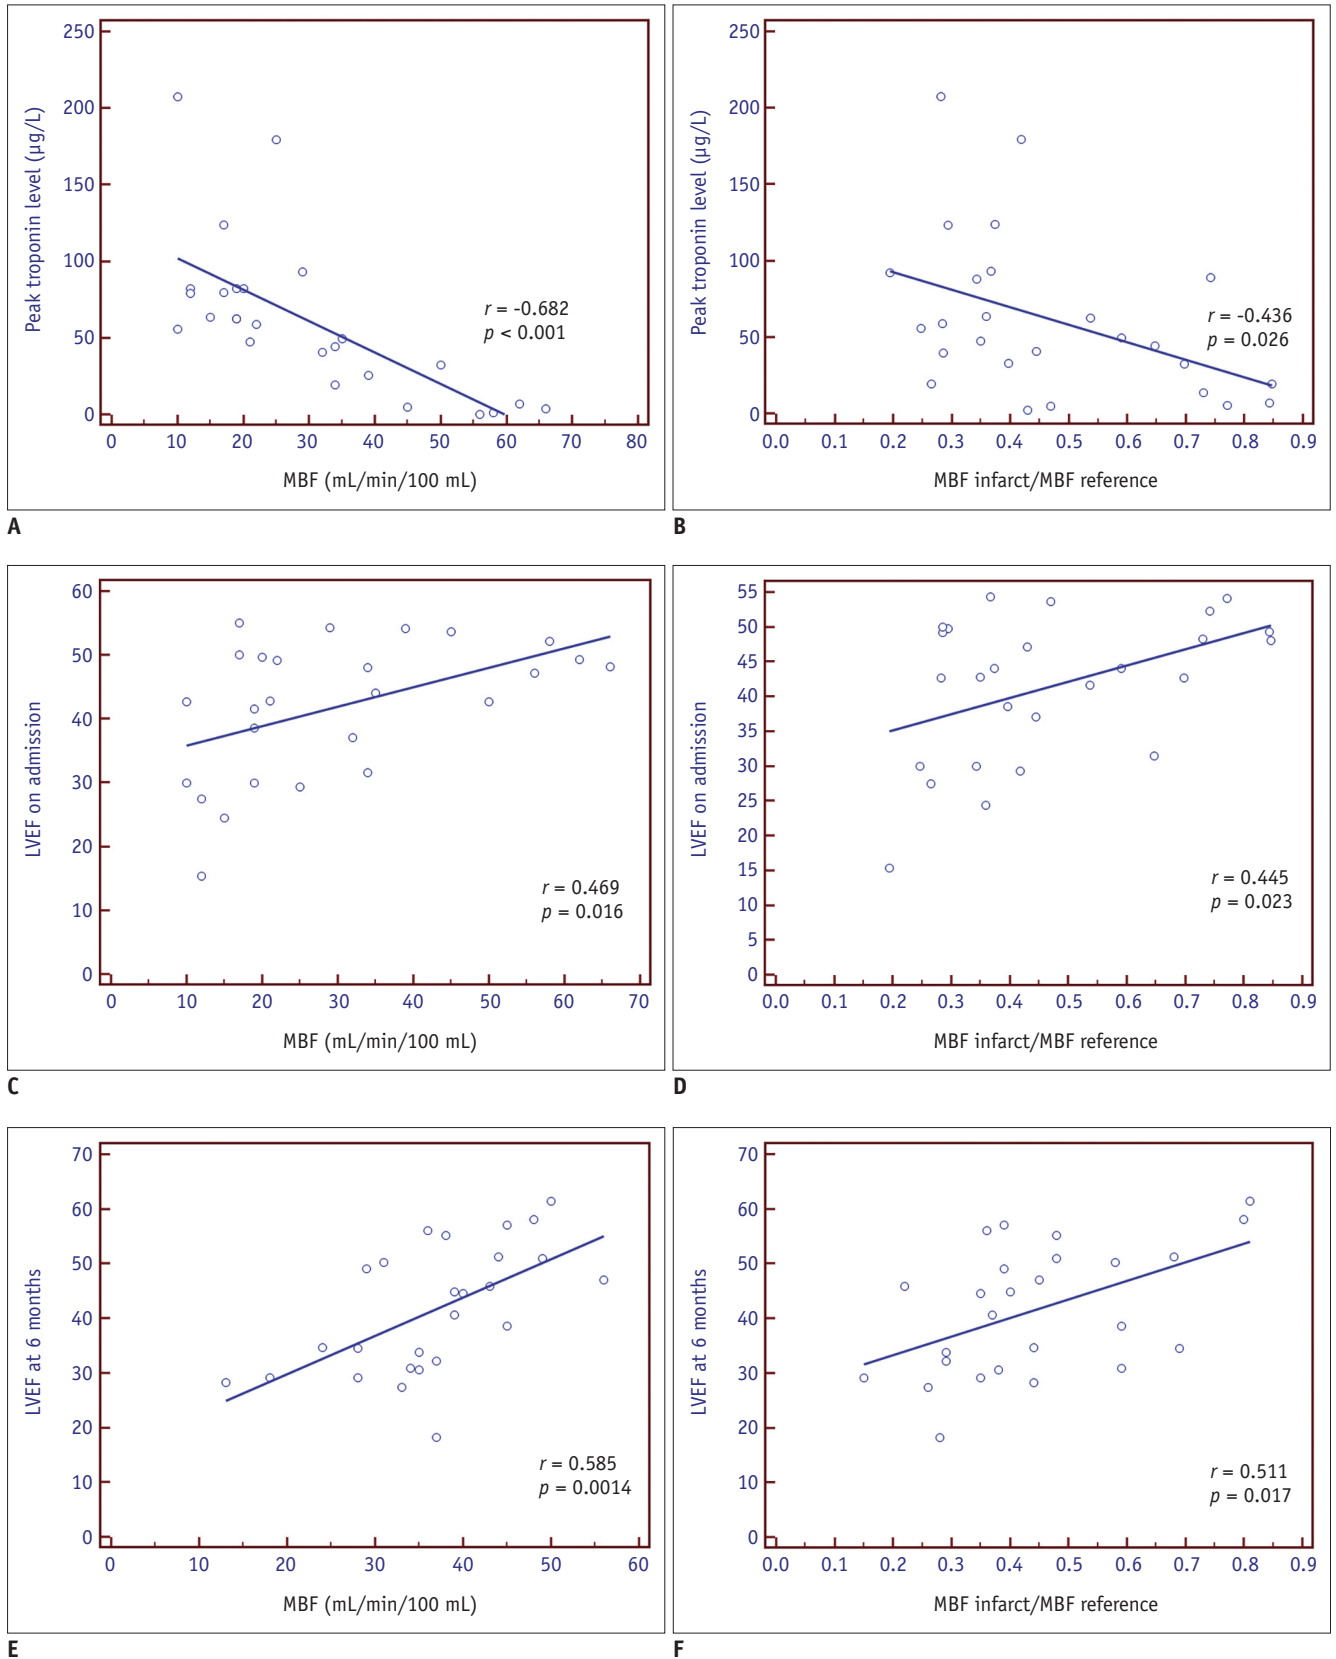 250
200
150
100
50
0
Peak troponin level (µg/L)
r = -0.682
p < 0.001
0 10 20 30 40 50 60 70 80
MBF (mL/min/100 mL)
A
250
200
150
100
50
0
Peak troponin level (µg/L)
r = -0.436
p = 0.026
0.0 0.1 0.2 0.3 0.4 0.5 0.6 0.7 0.8 0.9
MBF infarct/MBF reference
B
60
50
40
30
20
10
0
LVEF on admission
r = 0.469
p = 0.016
0 10 20 30 40 50 60 70
MBF (mL/min/100 mL)
C
55
50
45
40
35
30
25
20
15
10
5
0
LVEF on admission
r = 0.445
p = 0.023
0.0 0.1 0.2 0.3 0.4 0.5 0.6 0.7 0.8 0.9
MBF infarct/MBF reference
D
70
60
50
40
30
20
10
0
LVEF at 6 months
r = 0.585
p = 0.0014
0 10 20 30 40 50 60
MBF (mL/min/100 mL)
E
70
60
50
40
30
20
10
0
LVEF at 6 months
r = 0.511
p = 0.017
0.0 0.1 0.2 0.3 0.4 0.5 0.6 0.7 0.8 0.9
MBF infarct/MBF reference
F